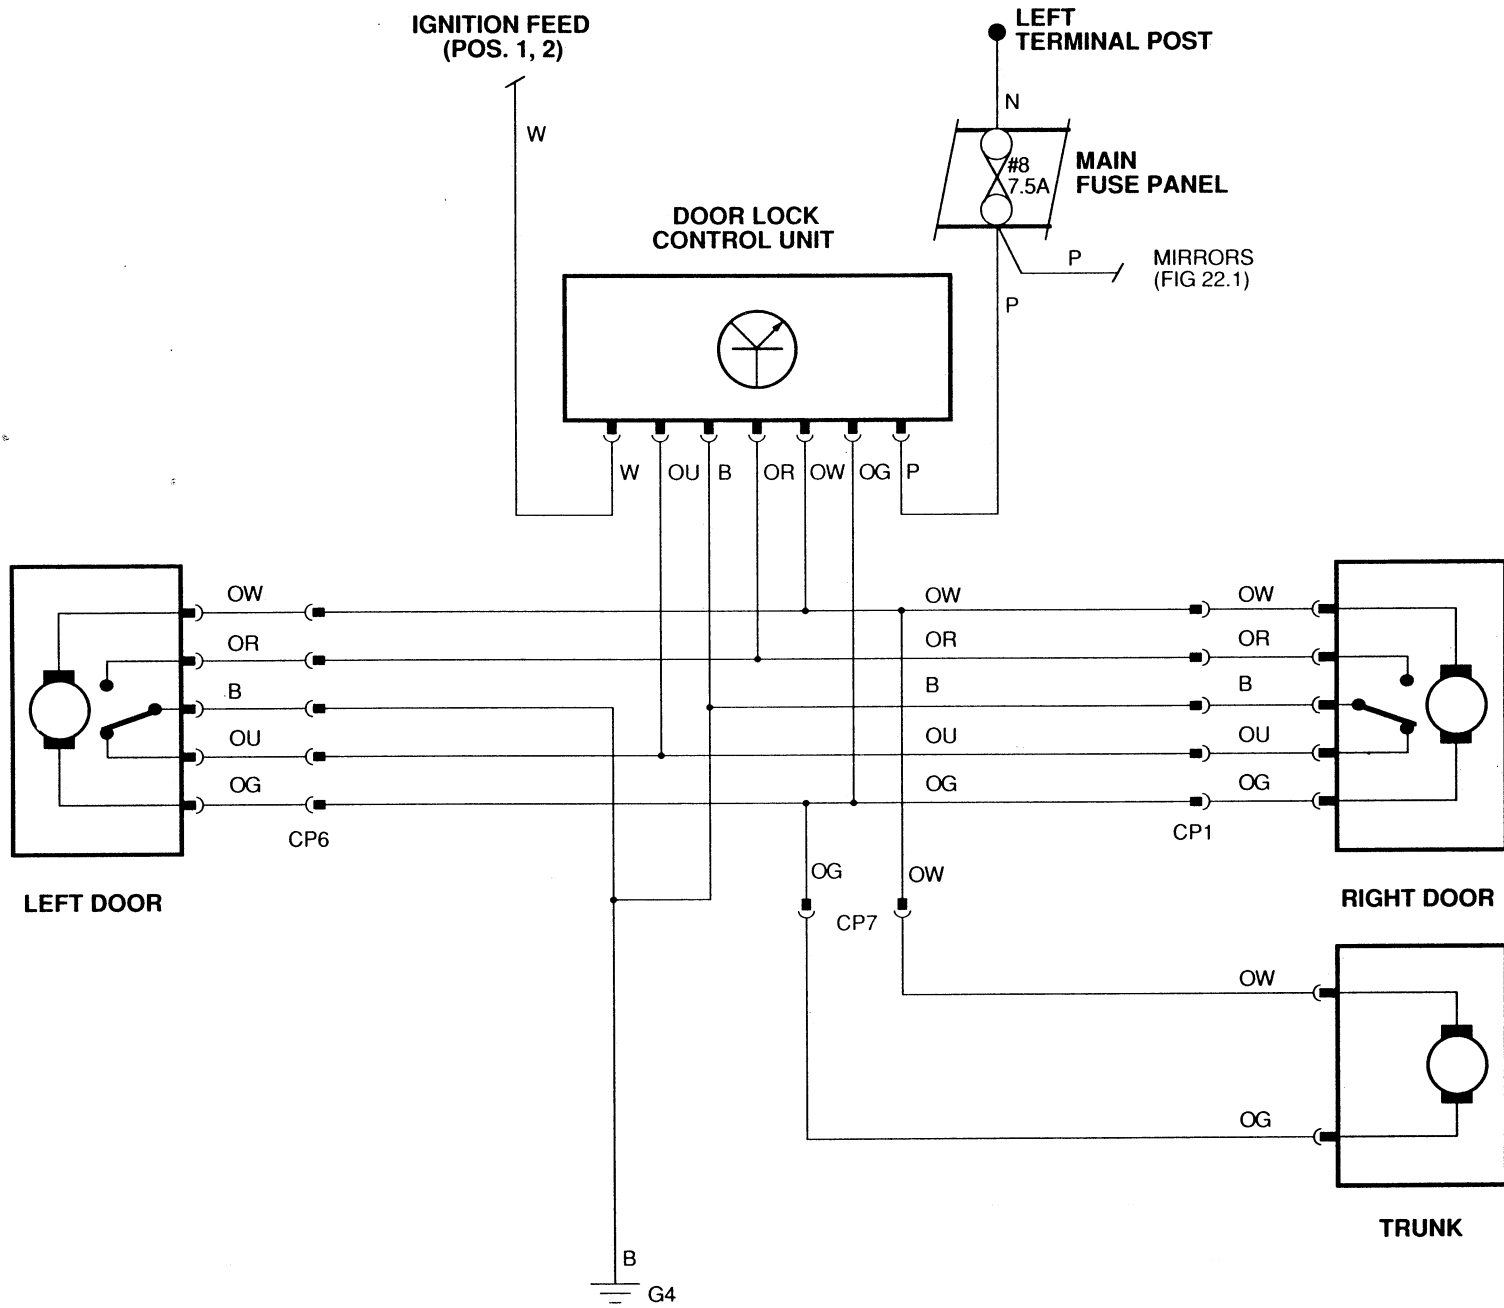 IGNITION FEED
(POS. 1, 2)
LEFT
TERMINAL POST
N
W
#8
7.5A
MAIN
FUSE PANEL
DOOR LOCK
CONTROL UNIT
P
MIRRORS
(FIG 22.1)
P
W
OU
B
OR
OW
OG
P
OW
OW
OW
OR
OR
OR
B
B
B
OU
OU
OU
OG
OG
OG
CP6
CP1
OG
OW
CP7
LEFT DOOR
RIGHT DOOR
OW
OG
TRUNK
B
G4